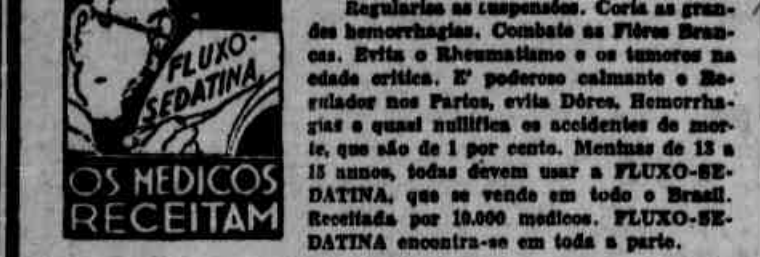 FLUXO-
SEDATINA
OS MEDICOS
RECEITAM
Regularisa as suspensões. Corta as gran-
des hemorrhagias. Combate as Flôres Bran-
cas. Evita o Rheumatismo e os tumores na
edade critica. E' poderoso calmante e Re-
gulador nos Partos, evita Dôres, Hemorrha-
gias e quasi nullifica os accidentes de mor-
te, que são de 1 por cento. Meninas de 13 a
15 annos, todas devem usar a FLUXO-SE-
DATINA, que se vende em todo o Brasil.
Receitada por 10.000 medicos. FLUXO-SE-
DATINA encontra-se em toda a parte.